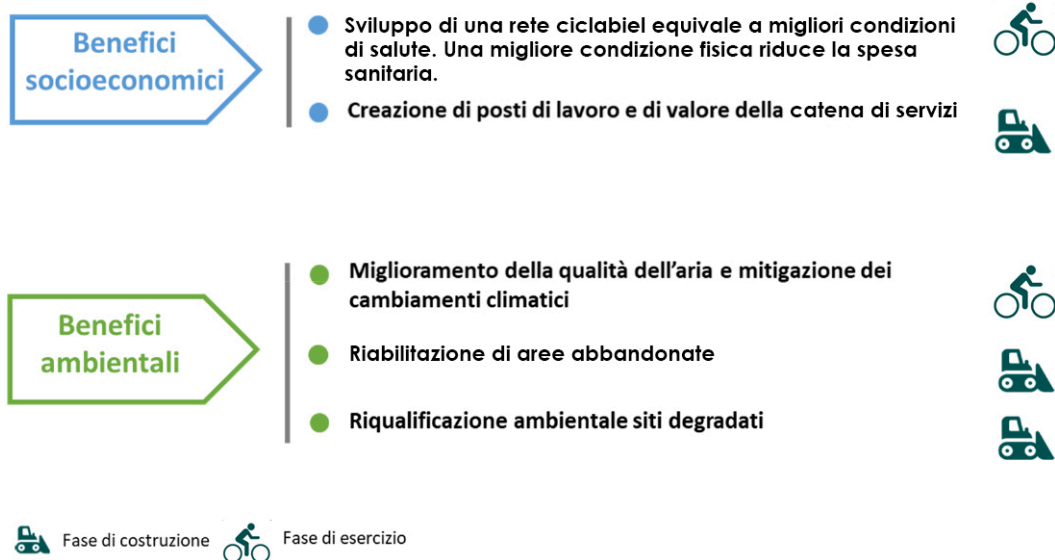 Benefici
socioeconomici
Sviluppo di una rete ciclabiel equivale a migliori condizioni
di salute. Una migliore condizione fisica riduce la spesa
sanitaria.
Creazione di posti di lavoro e di valore della catena di servizi
Benefici
ambientali
Miglioramento della qualità dell’aria e mitigazione dei
cambiamenti climatici
Riabilitazione di aree abbandonate
Riqualificazione ambientale siti degradati
Fase di costruzione
Fase di esercizio